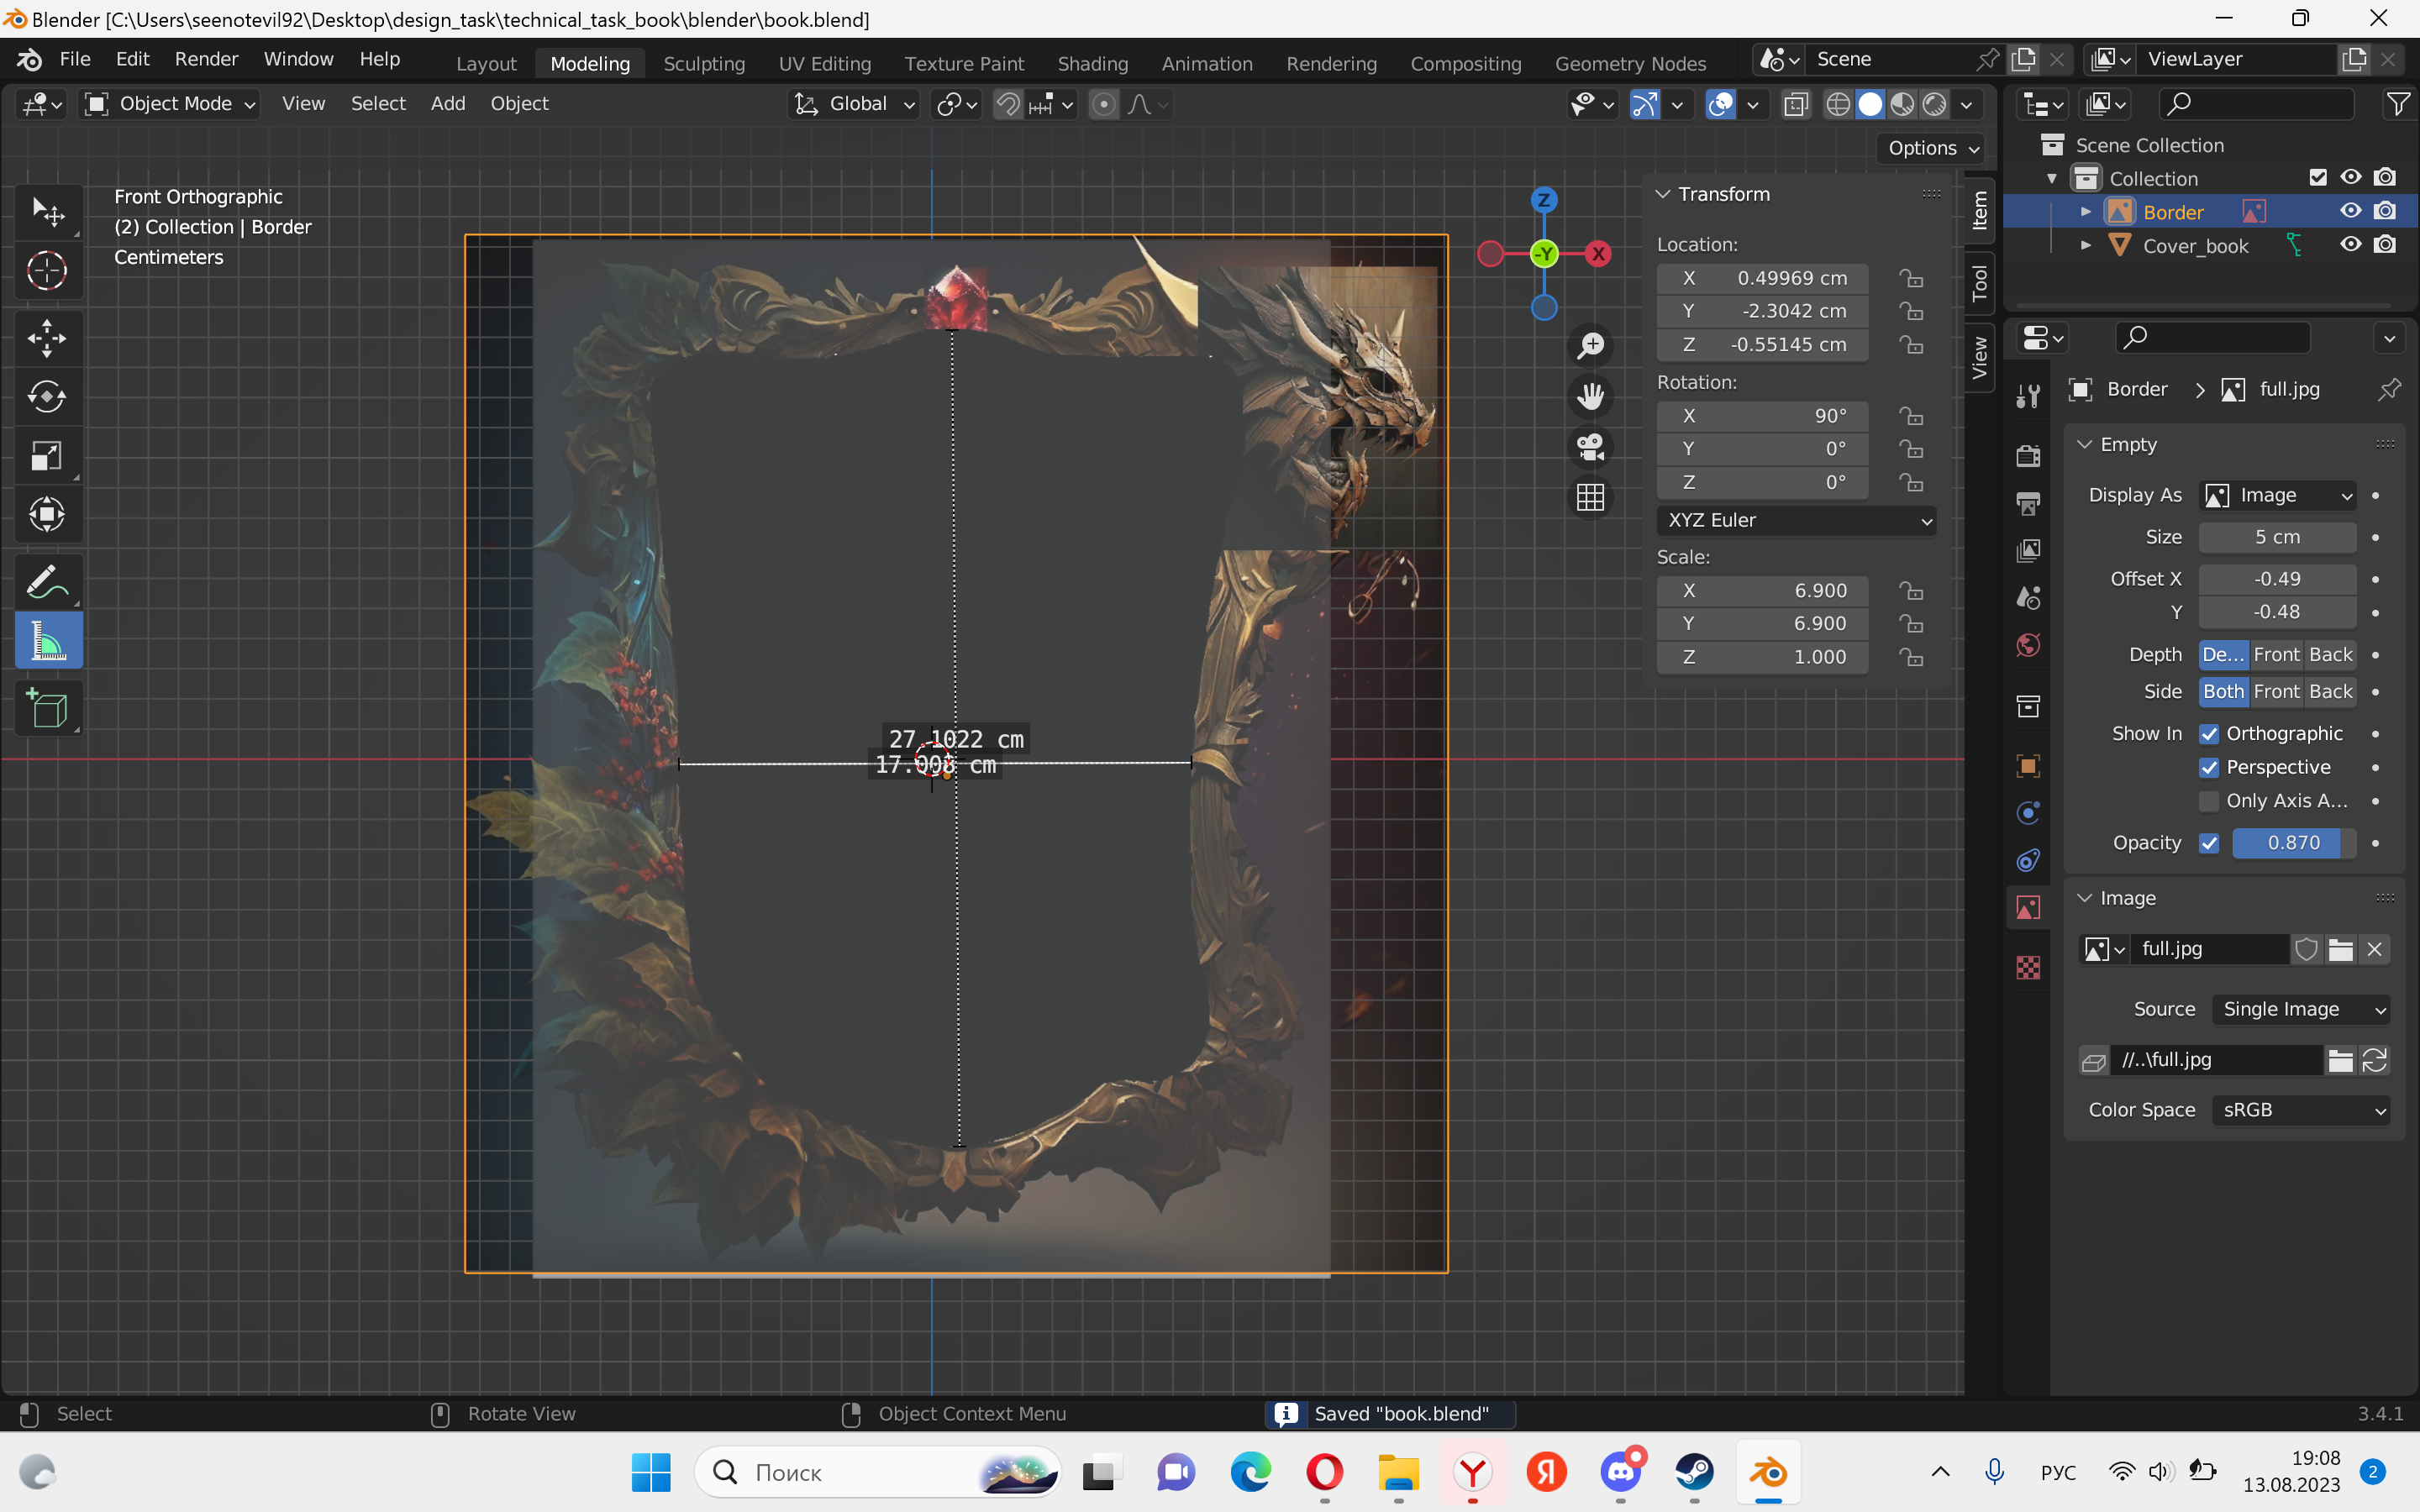 Blender [C:\Users\seenotevil92\Desktop\design_task\technical_task_book\blender\book.blend]
File Edit Render Window Help Layout Modeling Sculpting UV Editing Texture Paint Shading Animation Rendering Compositing Geometry Nodes Scene ViewLayer
Object Mode View Select Add Object Global
Options
Front Orthographic
(2) Collection | Border
Centimeters
Z
-Y
X
Transform
Location:
X 0.49969 cm
Y -2.3042 cm
Z -0.55145 cm
Rotation:
X 90°
Y 0°
Z 0°
XYZ Euler
Scale:
X 6.900
Y 6.900
Z 1.000
Item
Tool
View
27.1022 cm
17.008 cm
Scene Collection
Collection
Border
Cover_book
Border > full.jpg
Empty
Display As Image
Size 5 cm
Offset X -0.49
Y -0.48
Depth De... Front Back
Side Both Front Back
Show In Orthographic
Perspective
Only Axis A...
Opacity 0.870
Image
full.jpg
Source Single Image
//..\full.jpg
Color Space sRGB
Select Rotate View Object Context Menu Saved "book.blend" 3.4.1
Поиск
РУС
19:08
13.08.2023
2